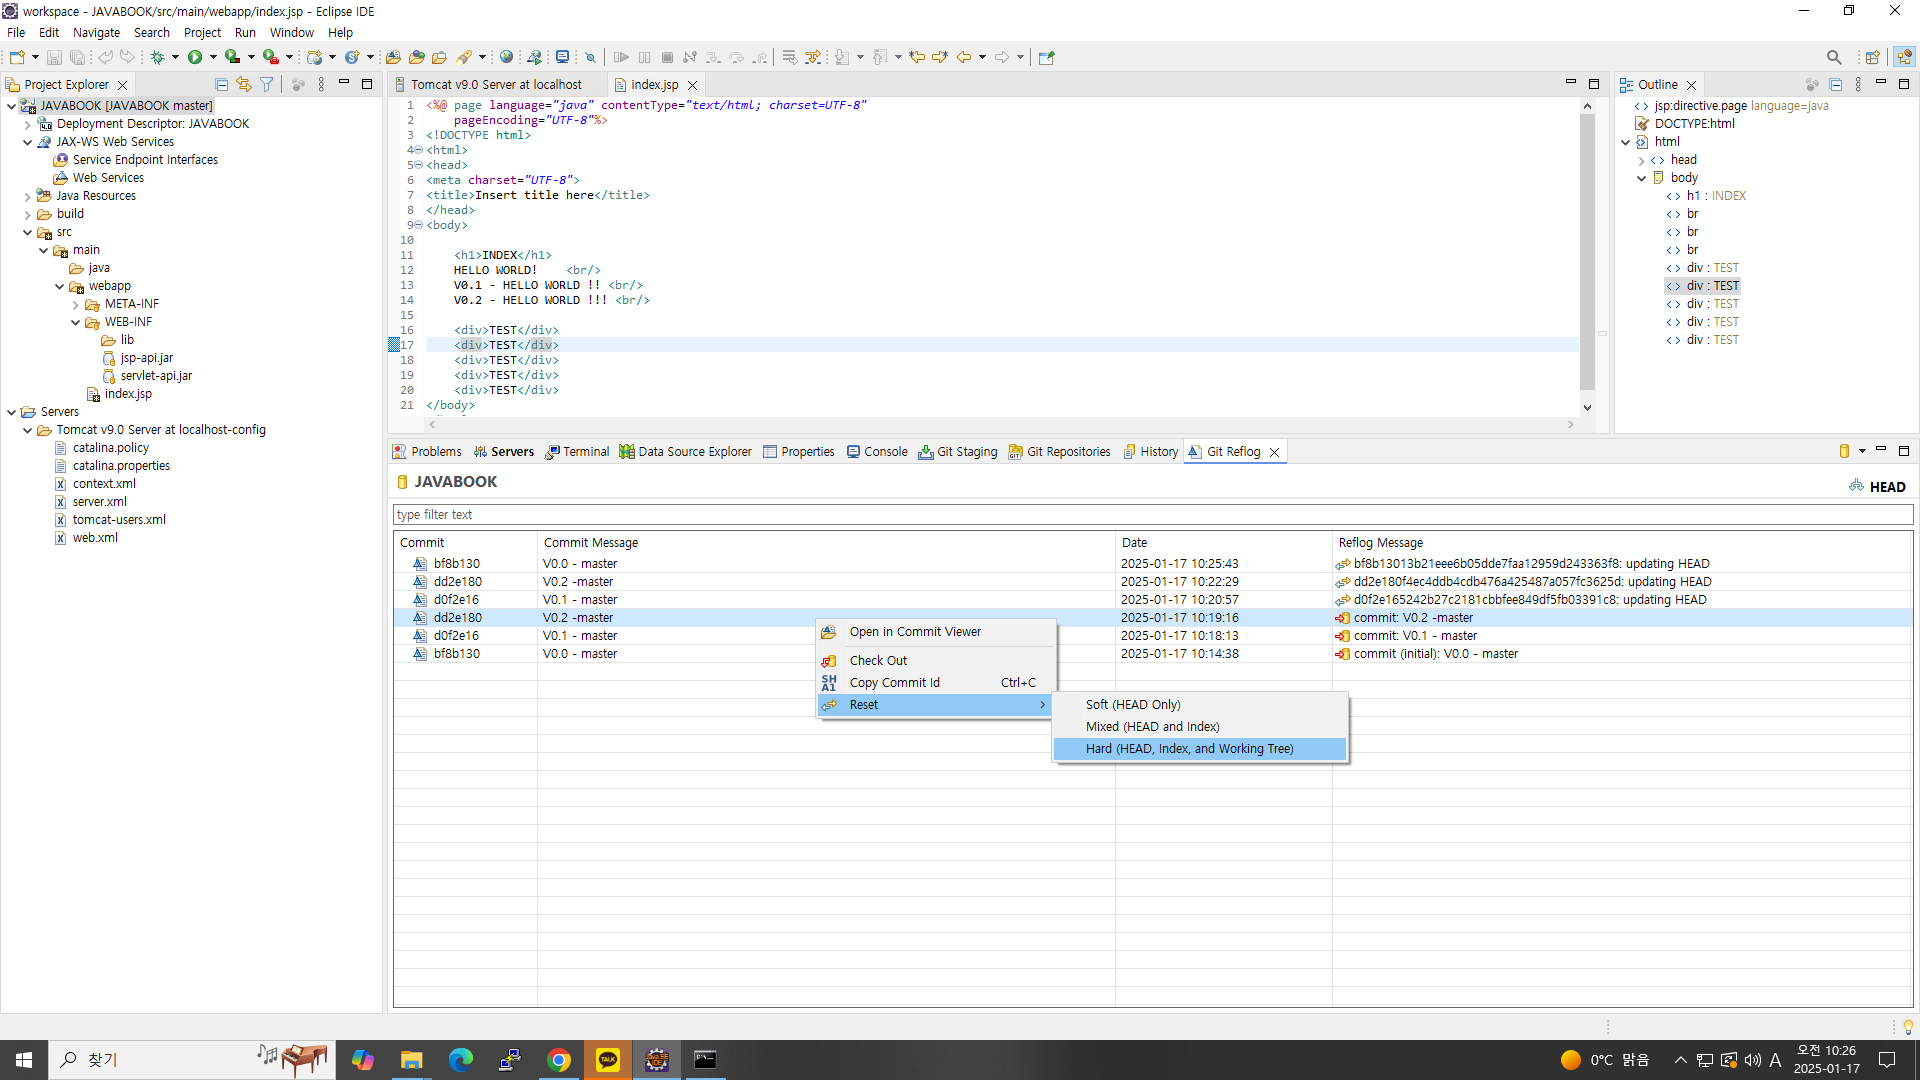 workspace - JAVABOOK/src/main/webapp/index.jsp - Eclipse IDE
File Edit Navigate Search Project Run Window Help
Project Explorer
JAVABOOK [JAVABOOK master]
Deployment Descriptor: JAVABOOK
JAX-WS Web Services
Service Endpoint Interfaces
Web Services
Java Resources
build
src
main
java
webapp
META-INF
WEB-INF
lib
jsp-api.jar
servlet-api.jar
index.jsp
Servers
Tomcat v9.0 Server at localhost-config
catalina.policy
catalina.properties
context.xml
server.xml
tomcat-users.xml
web.xml
Tomcat v9.0 Server at localhost index.jsp
1 <%@ page language="java" contentType="text/html; charset=UTF-8"
2 pageEncoding="UTF-8"%>
3 <!DOCTYPE html>
4 <html>
5 <head>
6 <meta charset="UTF-8">
7 <title>Insert title here</title>
8 </head>
9 <body>
10
11 <h1>INDEX</h1>
12 HELLO WORLD! <br/>
13 V0.1 - HELLO WORLD !! <br/>
14 V0.2 - HELLO WORLD !!! <br/>
15
16 <div>TEST</div>
17 <div>TEST</div>
18 <div>TEST</div>
19 <div>TEST</div>
20 <div>TEST</div>
21 </body>
Outline
jsp:directive.page language=java
DOCTYPE:html
html
head
body
h1 : INDEX
br
br
br
div : TEST
div : TEST
div : TEST
div : TEST
div : TEST
Problems Servers Terminal Data Source Explorer Properties Console Git Staging Git Repositories History Git Reflog
JAVABOOK HEAD
type filter text
Commit Commit Message Date Reflog Message
bf8b130 V0.0 - master 2025-01-17 10:25:43 bf8b13013b21eee6b05dde7faa12959d243363f8: updating HEAD
dd2e180 V0.2 -master 2025-01-17 10:22:29 dd2e180f4ec4ddb4cdb476a425487a057fc3625d: updating HEAD
d0f2e16 V0.1 - master 2025-01-17 10:20:57 d0f2e165242b27c2181cbbfee849df5fb03391c8: updating HEAD
dd2e180 V0.2 -master 2025-01-17 10:19:16 commit: V0.2 -master
d0f2e16 V0.1 - master 2025-01-17 10:18:13 commit: V0.1 - master
bf8b130 V0.0 - master 2025-01-17 10:14:38 commit (initial): V0.0 - master
Open in Commit Viewer
Check Out
SHA1 Copy Commit Id Ctrl+C
Reset
Soft (HEAD Only)
Mixed (HEAD and Index)
Hard (HEAD, Index, and Working Tree)
찾기
TALK
Java EE IDE
0°C 맑음
A
오전 10:26
2025-01-17